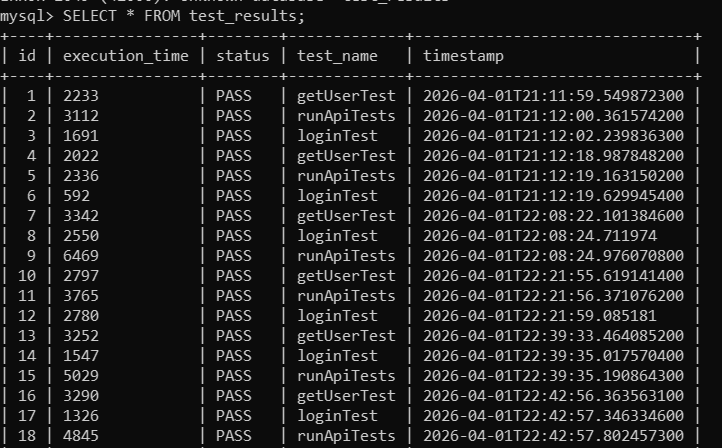 mysql> SELECT * FROM test_results;
+----+----------------+--------+-------------+-------------------------------+
| id | execution_time | status | test_name | timestamp |
+----+----------------+--------+-------------+-------------------------------+
| 1 | 2233 | PASS | getUserTest | 2026-04-01T21:11:59.549872300 |
| 2 | 3112 | PASS | runApiTests | 2026-04-01T21:12:00.361574200 |
| 3 | 1691 | PASS | loginTest | 2026-04-01T21:12:02.239836300 |
| 4 | 2022 | PASS | getUserTest | 2026-04-01T21:12:18.987848200 |
| 5 | 2336 | PASS | runApiTests | 2026-04-01T21:12:19.163150200 |
| 6 | 592 | PASS | loginTest | 2026-04-01T21:12:19.629945400 |
| 7 | 3342 | PASS | getUserTest | 2026-04-01T22:08:22.101384600 |
| 8 | 2550 | PASS | loginTest | 2026-04-01T22:08:24.711974 |
| 9 | 6469 | PASS | runApiTests | 2026-04-01T22:08:24.976070800 |
| 10 | 2797 | PASS | getUserTest | 2026-04-01T22:21:55.619141400 |
| 11 | 3765 | PASS | runApiTests | 2026-04-01T22:21:56.371076200 |
| 12 | 2780 | PASS | loginTest | 2026-04-01T22:21:59.085181 |
| 13 | 3252 | PASS | getUserTest | 2026-04-01T22:39:33.464085200 |
| 14 | 1547 | PASS | loginTest | 2026-04-01T22:39:35.017570400 |
| 15 | 5029 | PASS | runApiTests | 2026-04-01T22:39:35.190864300 |
| 16 | 3290 | PASS | getUserTest | 2026-04-01T22:42:56.363563100 |
| 17 | 1326 | PASS | loginTest | 2026-04-01T22:42:57.346334600 |
| 18 | 4845 | PASS | runApiTests | 2026-04-01T22:42:57.802457300 |